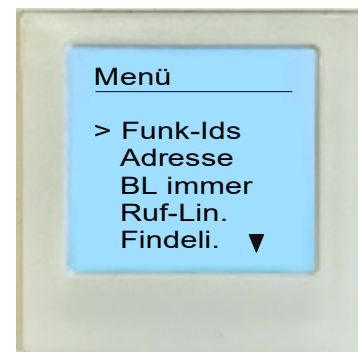 Menü
> Funk-Ids
Adresse
BL immer
Ruf-Lin.
Findeli. ▼